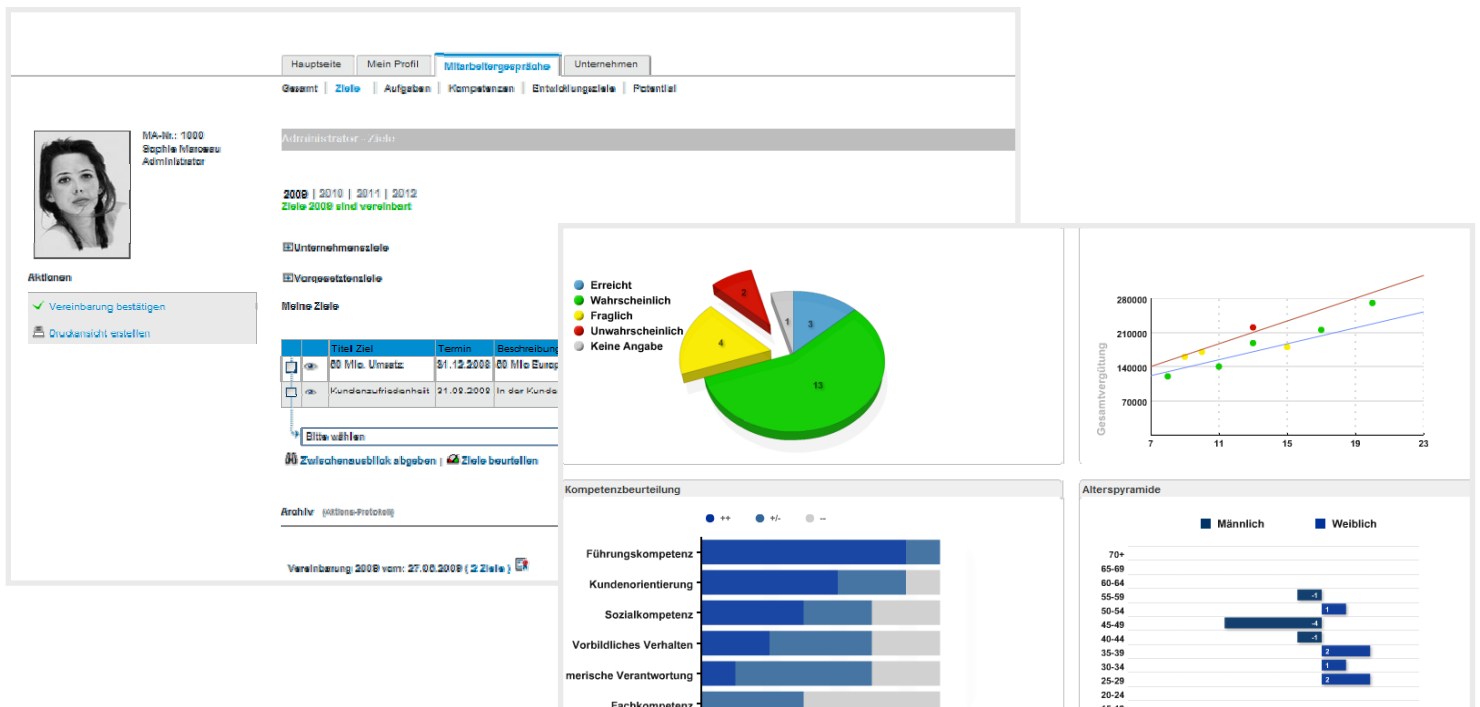 Hauptseite Mein Profil Mitarbeitergespräche Unternehmen
Gesamt | Ziele | Aufgaben | Kompetenzen | Entwicklungsziele | Potential
MA-Nr.: 1000
Sophie Marceau
Administrator
Administrator - Ziele
2009 | 2010 | 2011 | 2012
Ziele 2009 sind vereinbart
Unternehmensziele
Vorgesetztenziele
Meine Ziele
Aktionen
Vereinbarung bestätigen
Druckansicht erstellen
Titel Ziel Termin Beschreibung
60 Mio. Umsatz 31.12.2009 60 Mio Europ
Kundenzufriedenheit 21.09.2009 In der Kunde
Bitte wählen
Zwischenausblick abgeben | Ziele beurteilen
Archiv (Aktions-Protokoll)
Vereinbarung 2009 vom: 27.06.2009 ( 2 Ziele )
Erreicht
Wahrscheinlich
Fraglich
Unwahrscheinlich
Keine Angabe
2
1
3
4
13
Gesamtvergütung
280000
210000
140000
70000
7 11 15 19 23
Kompetenzbeurteilung
++ +/- --
Führungskompetenz
Kundenorientierung
Sozialkompetenz
Vorbildliches Verhalten
merische Verantwortung
Fachkompetenz
Alterspyramide
Männlich Weiblich
70+
65-69
60-64
55-59 -1
50-54 1
45-49 -4
40-44 -1
35-39 2
30-34 1
25-29 2
20-24